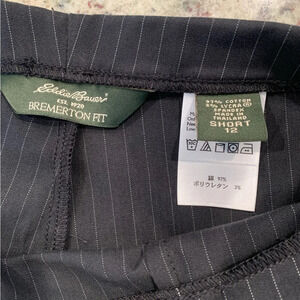 Eddie Bauer
EST. 1920
BREMERTON FIT
97% COTTON
3% LYCRA®
SPANDEX
MADE IN
THAILAND
SHORT
12
綿 97%
ポリウレタン 3%